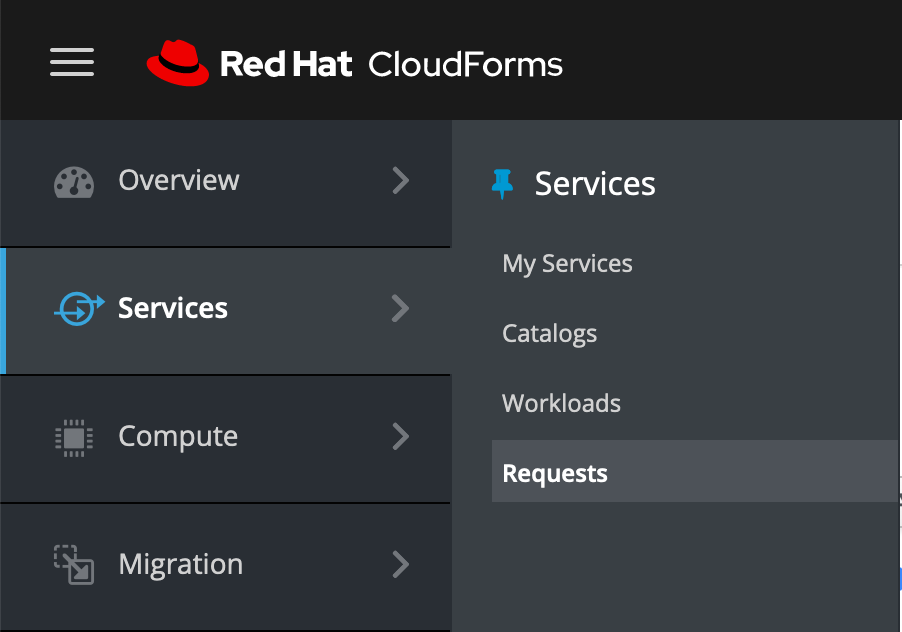 Red Hat CloudForms
Overview
Services
Compute
Migration
Services
My Services
Catalogs
Workloads
Requests